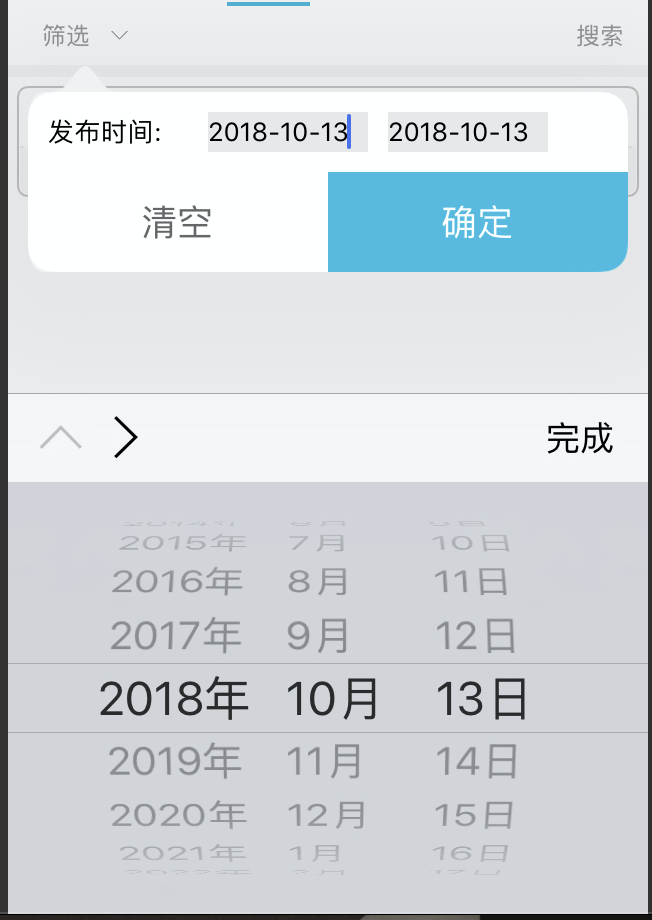 筛选 搜索
发布时间: 2018-10-13 2018-10-13
清空 确定
完成
2015年 7月 10日
2016年 8月 11日
2017年 9月 12日
2018年 10月 13日
2019年 11月 14日
2020年 12月 15日
2021年 1月 16日